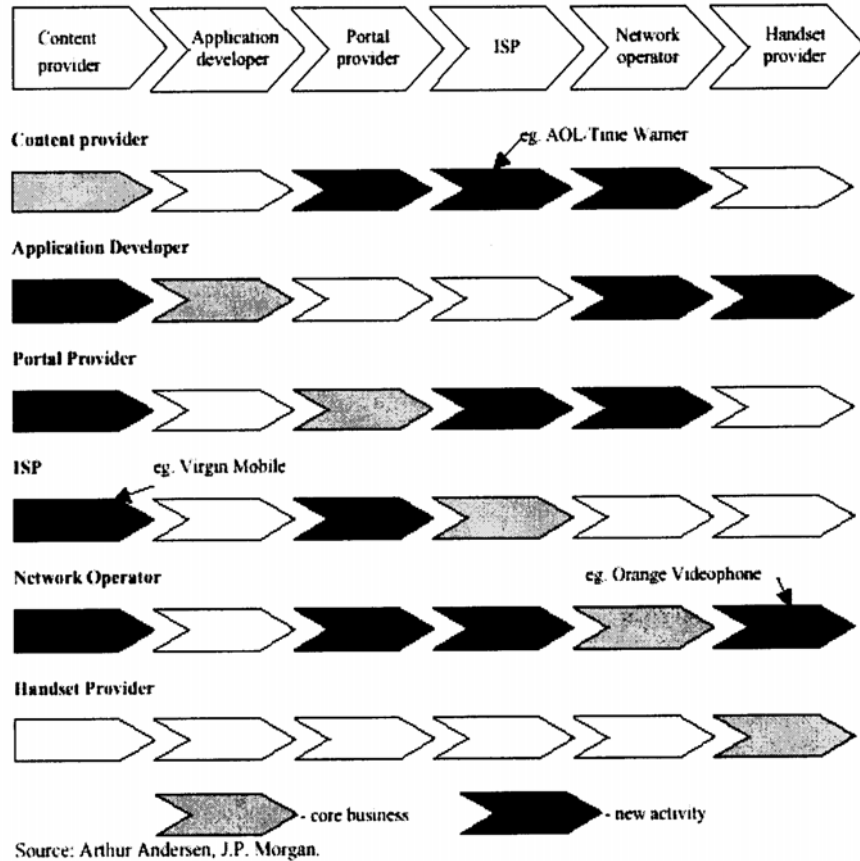 Content
provider
Application
developer
Portal
provider
ISP
Network
operator
Handset
provider
Content provider
eg. AOL-Time Warner
Application Developer
Portal Provider
ISP
eg. Virgin Mobile
Network Operator
eg. Orange Videophone
Handset Provider
- core business
- new activity
Source: Arthur Andersen, J.P. Morgan.